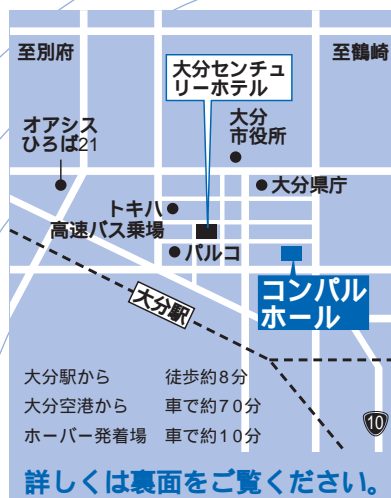 至別府
至鶴崎
大分センチュ
リーホテル
オアシス
ひろば21
大分
市役所
大分県庁
トキハ
高速バス乗場
パルコ
コンパル
ホール
大分駅
大分駅から 徒歩約8分
大分空港から 車で約70分
ホーバー発着場 車で約10分
10
詳しくは裏面をご覧ください。